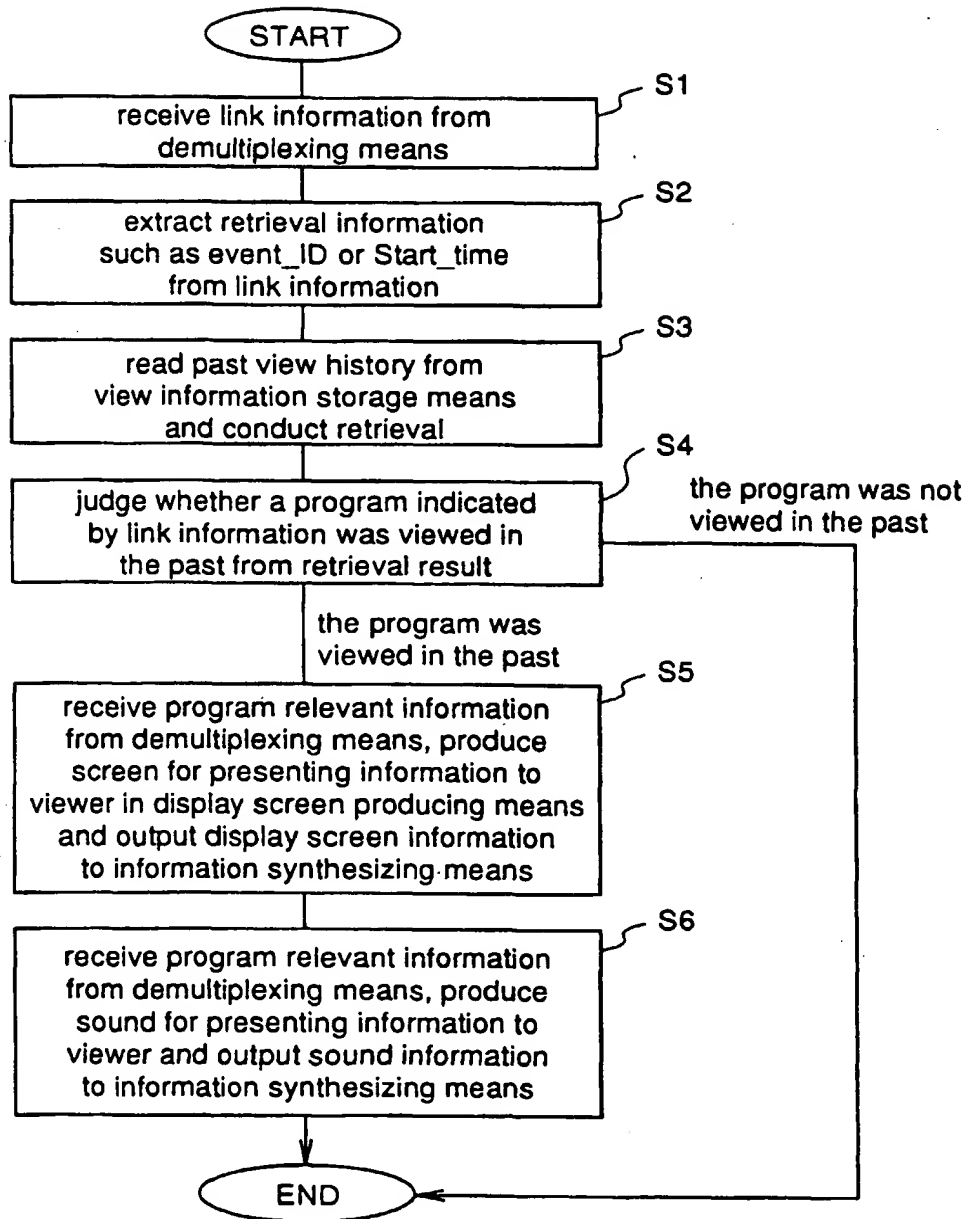 START
S1
receive link information from
demultiplexing means
S2
extract retrieval information
such as event_ID or Start_time
from link information
S3
read past view history from
view information storage means
and conduct retrieval
S4
judge whether a program indicated
by link information was viewed in
the past from retrieval result
the program was not
viewed in the past
the program was
viewed in the past
S5
receive program relevant information
from demultiplexing means, produce
screen for presenting information to
viewer in display screen producing means
and output display screen information
to information synthesizing means
S6
receive program relevant information
from demultiplexing means, produce
sound for presenting information to
viewer and output sound information
to information synthesizing means
END